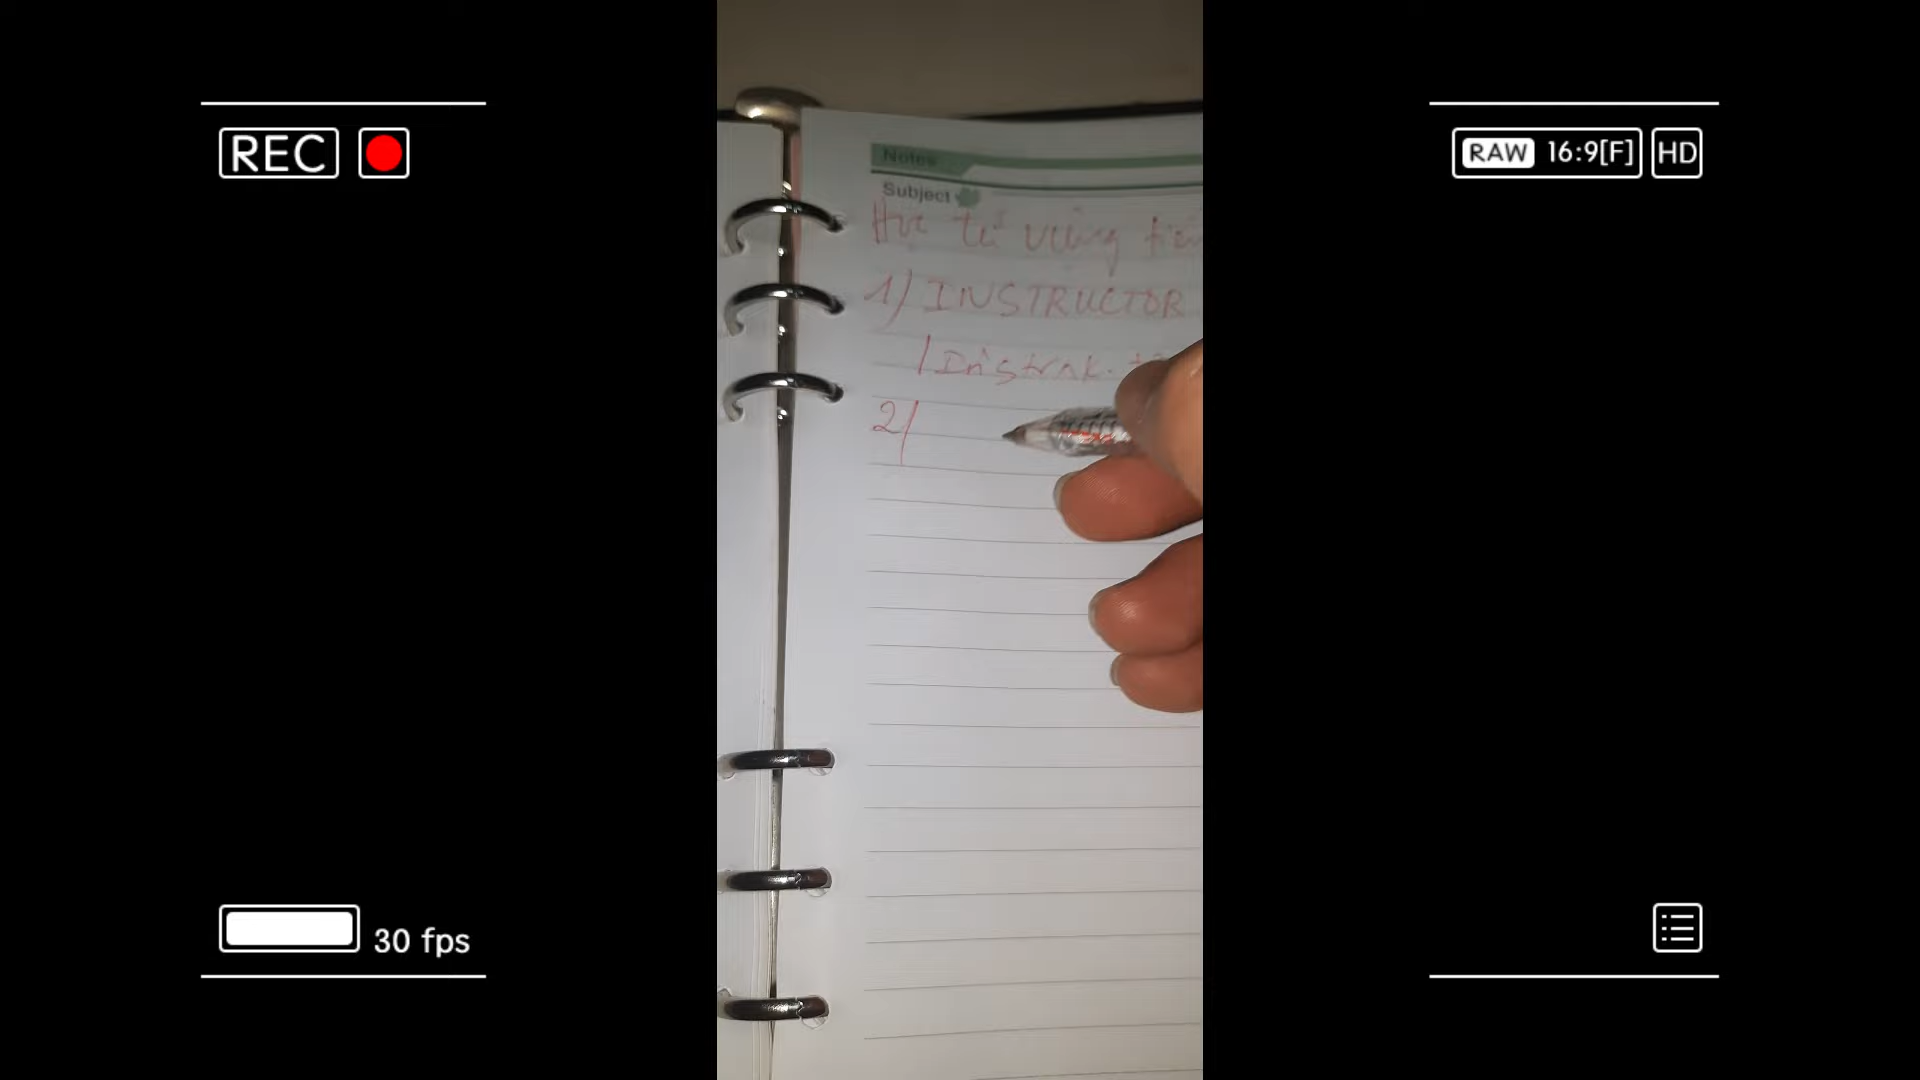 REC
RAW 16:9[F] HD
Notes
Subject
Học từ vựng
1) INSTRUCTOR
2)
30 fps